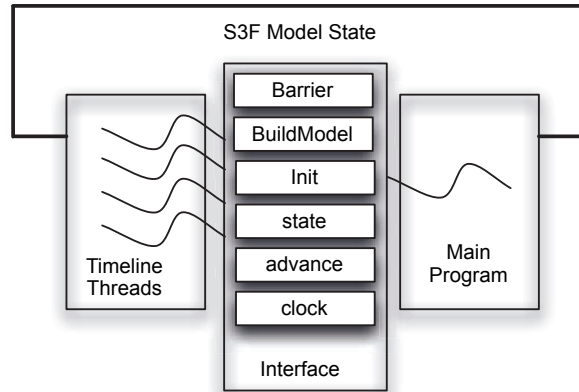 S3F Model State
Barrier
BuildModel
Init
state
advance
clock
Interface
Timeline
Threads
Main
Program